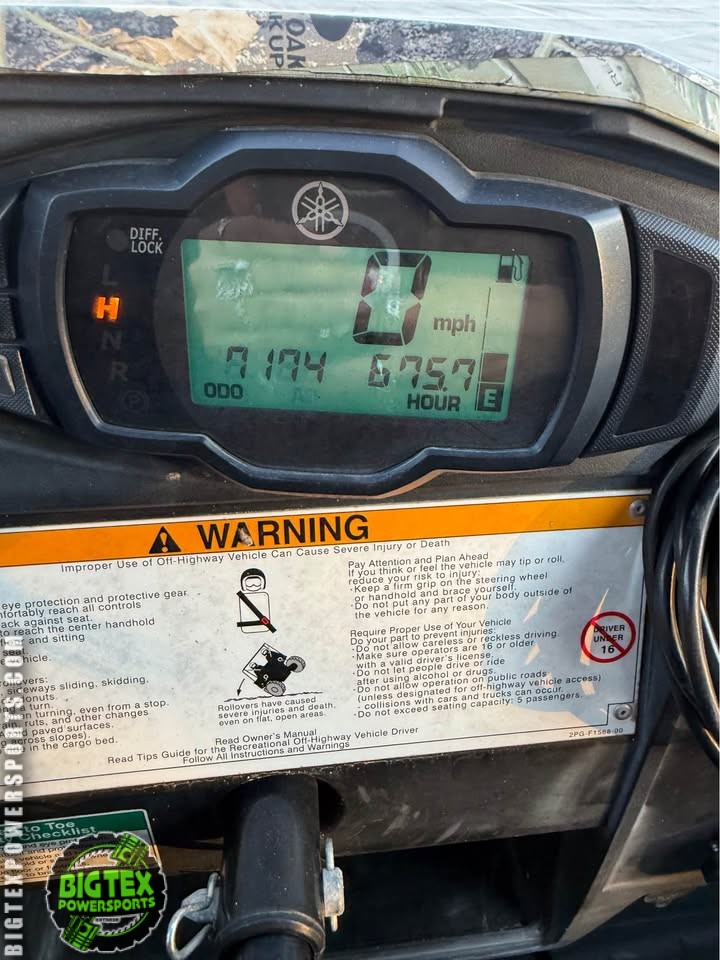 OAK
K UP
DIFF.
LOCK
L
H
N
R
P
0 mph
7174 675.7
ODO HOUR E
WARNING
Improper Use of Off-Highway Vehicle Can Cause Severe Injury or Death
eye protection and protective gear
mfortably reach all controls
ack against seat.
to reach the center handhold
and sitting
seat.
hicle.
vers:
sideways sliding, skidding,
onuts.
turn.
n turning, even from a stop.
ruts, and other changes
d paved surfaces.
across slopes).
r in the cargo bed.
Rollovers have caused
severe injuries and death,
even on flat, open areas.
Pay Attention and Plan Ahead
If you think or feel the vehicle may tip or roll,
reduce your risk to injury:
·Keep a firm grip on the steering wheel
or handhold and brace yourself.
·Do not put any part of your body outside of
the vehicle for any reason.
Require Proper Use of Your Vehicle
Do your part to prevent injuries:
·Do not allow careless or reckless driving.
·Make sure operators are 16 or older
with a valid driver's license.
·Do not let people drive or ride
after using alcohol or drugs.
·Do not allow operation on public roads
(unless designated for off-highway vehicle access)
- collisions with cars and trucks can occur.
·Do not exceed seating capacity: 5 passengers.
DRIVER
UNDER
16
Read Owner's Manual
Read Tips Guide for the Recreational Off-Highway Vehicle Driver
Follow All Instructions and Warnings
2PG-F1568-00
to Toe
Checklist
BIGTEX
POWERSPORTS
BIGTEXPOWERSPORTS.COM